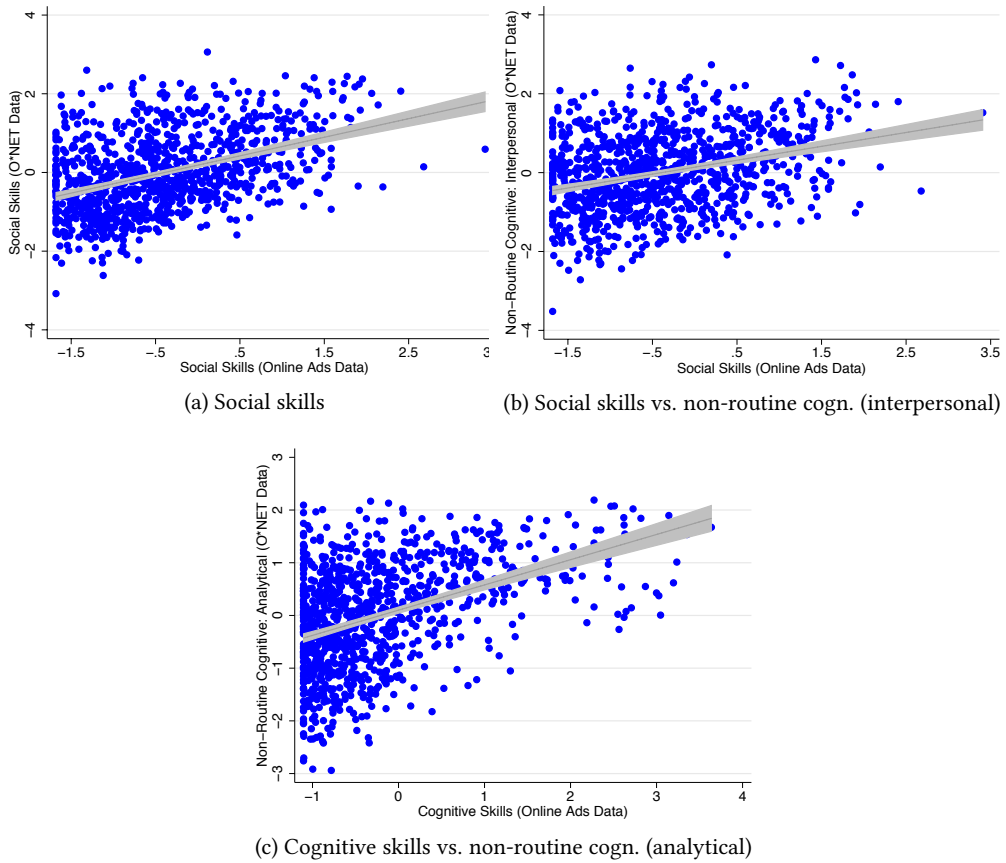 Social Skills (O*NET Data)
4
2
0
−2
−4
−1.5 −.5 .5 1.5 2.5 3
Social Skills (Online Ads Data)
(a) Social skills
Non−Routine Cognitive: Interpersonal (O*NET Data)
4
2
0
−2
−4
−1.5 −.5 .5 1.5 2.5 3.5
Social Skills (Online Ads Data)
(b) Social skills vs. non-routine cogn. (interpersonal)
Non−Routine Cognitive: Analytical (O*NET Data)
3
2
1
0
−1
−2
−3
−1 0 1 2 3 4
Cognitive Skills (Online Ads Data)
(c) Cognitive skills vs. non-routine cogn. (analytical)